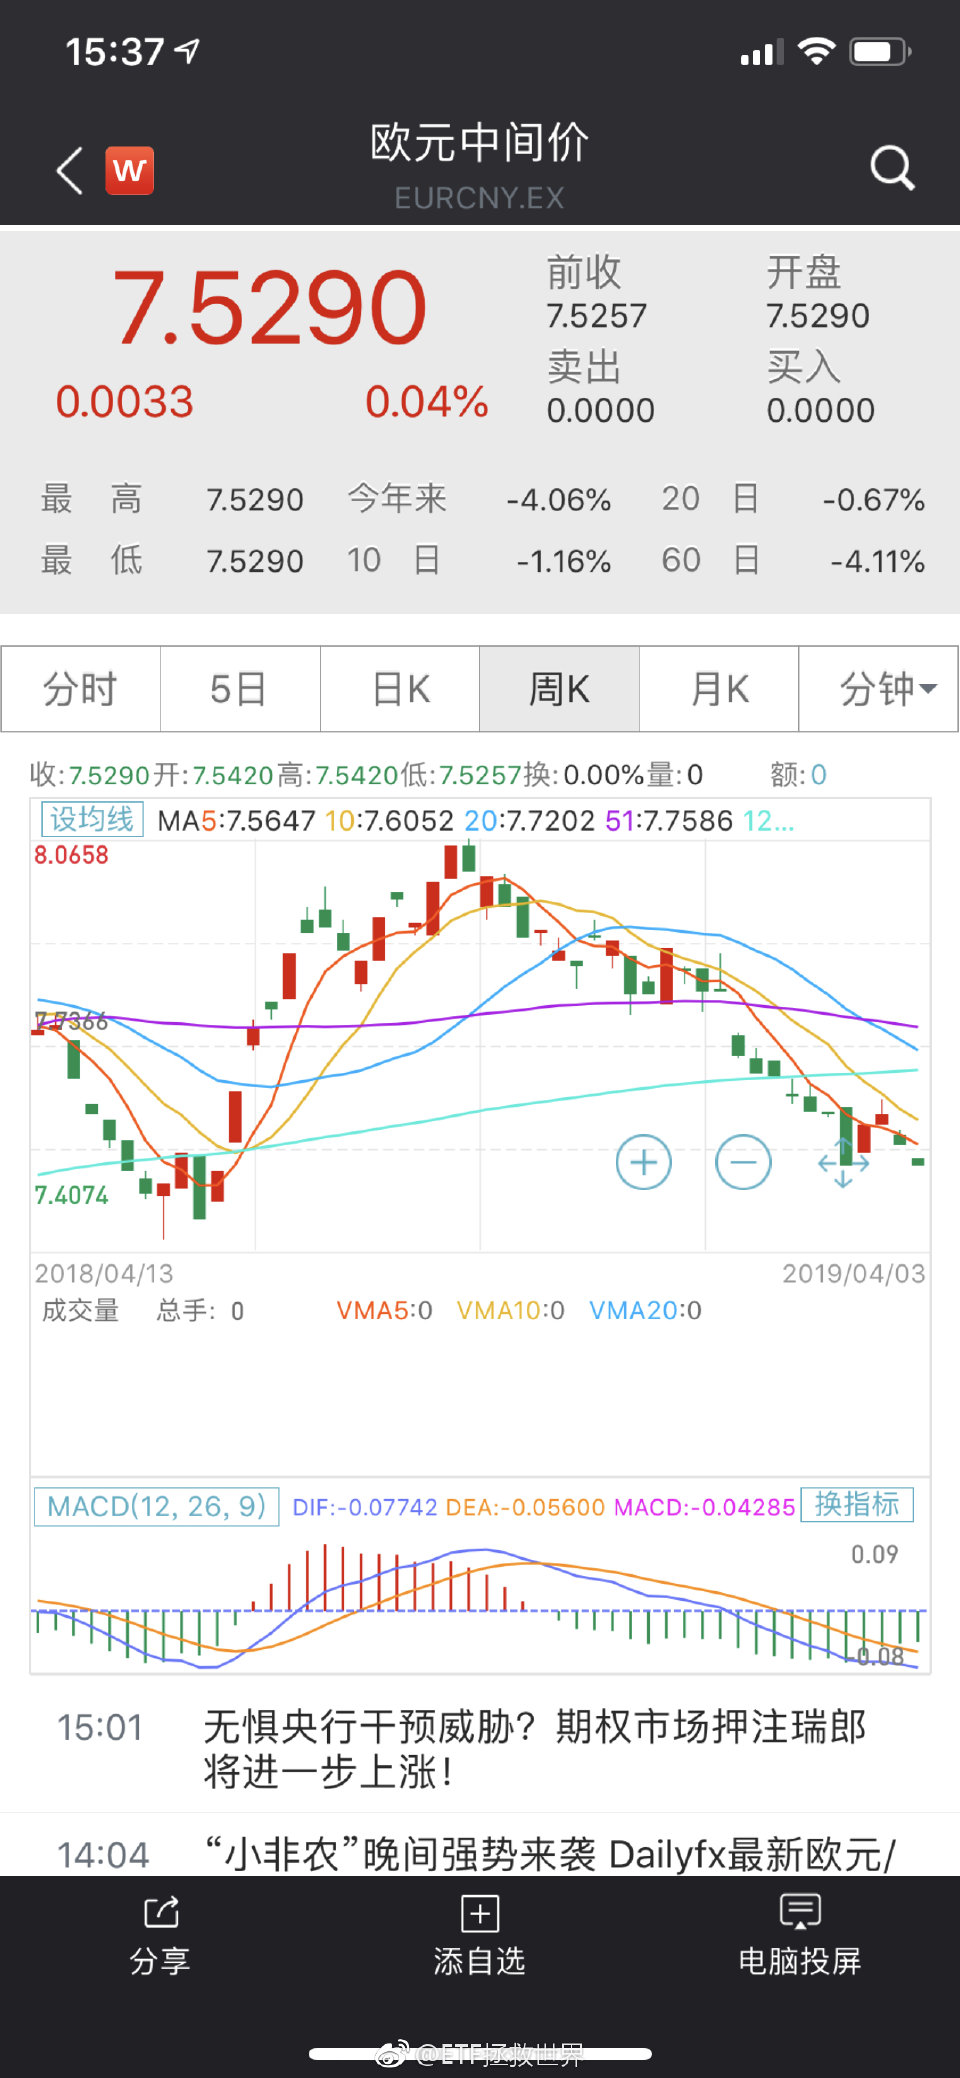 15:37
W
欧元中间价
EURCNY.EX
7.5290
0.0033 0.04%
前收 开盘
7.5257 7.5290
卖出 买入
0.0000 0.0000
最 高 7.5290 今年来 -4.06% 20 日 -0.67%
最 低 7.5290 10 日 -1.16% 60 日 -4.11%
分时 5日 日K 周K 月K 分钟
收:7.5290开:7.5420高:7.5420低:7.5257换:0.00%量:0 额:0
设均线 MA5:7.5647 10:7.6052 20:7.7202 51:7.7586 12...
8.0658
7.7366
7.4074
2018/04/13 2019/04/03
成交量 总手: 0 VMA5:0 VMA10:0 VMA20:0
MACD(12, 26, 9) DIF:-0.07742 DEA:-0.05600 MACD:-0.04285 换指标
0.09
-0.08
15:01 无惧央行干预威胁？期权市场押注瑞郎
将进一步上涨！
14:04 “小非农”晚间强势来袭 Dailyfx最新欧元/
分享 添自选 电脑投屏
@ETF拯救世界